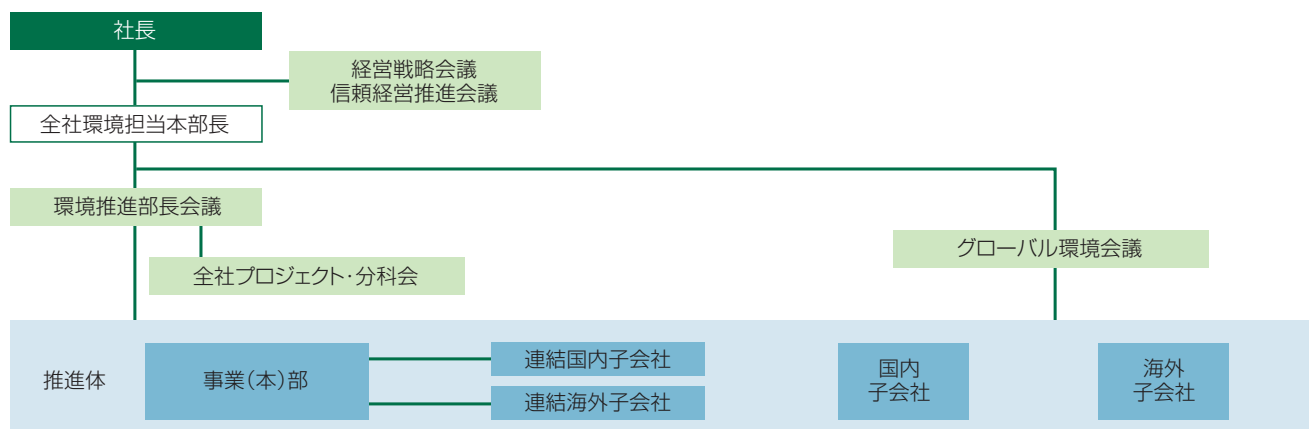 社長
経営戦略会議
信頼経営推進会議
全社環境担当本部長
環境推進部長会議
全社プロジェクト・分科会
グローバル環境会議
推進体
事業(本)部
連結国内子会社
連結海外子会社
国内
子会社
海外
子会社